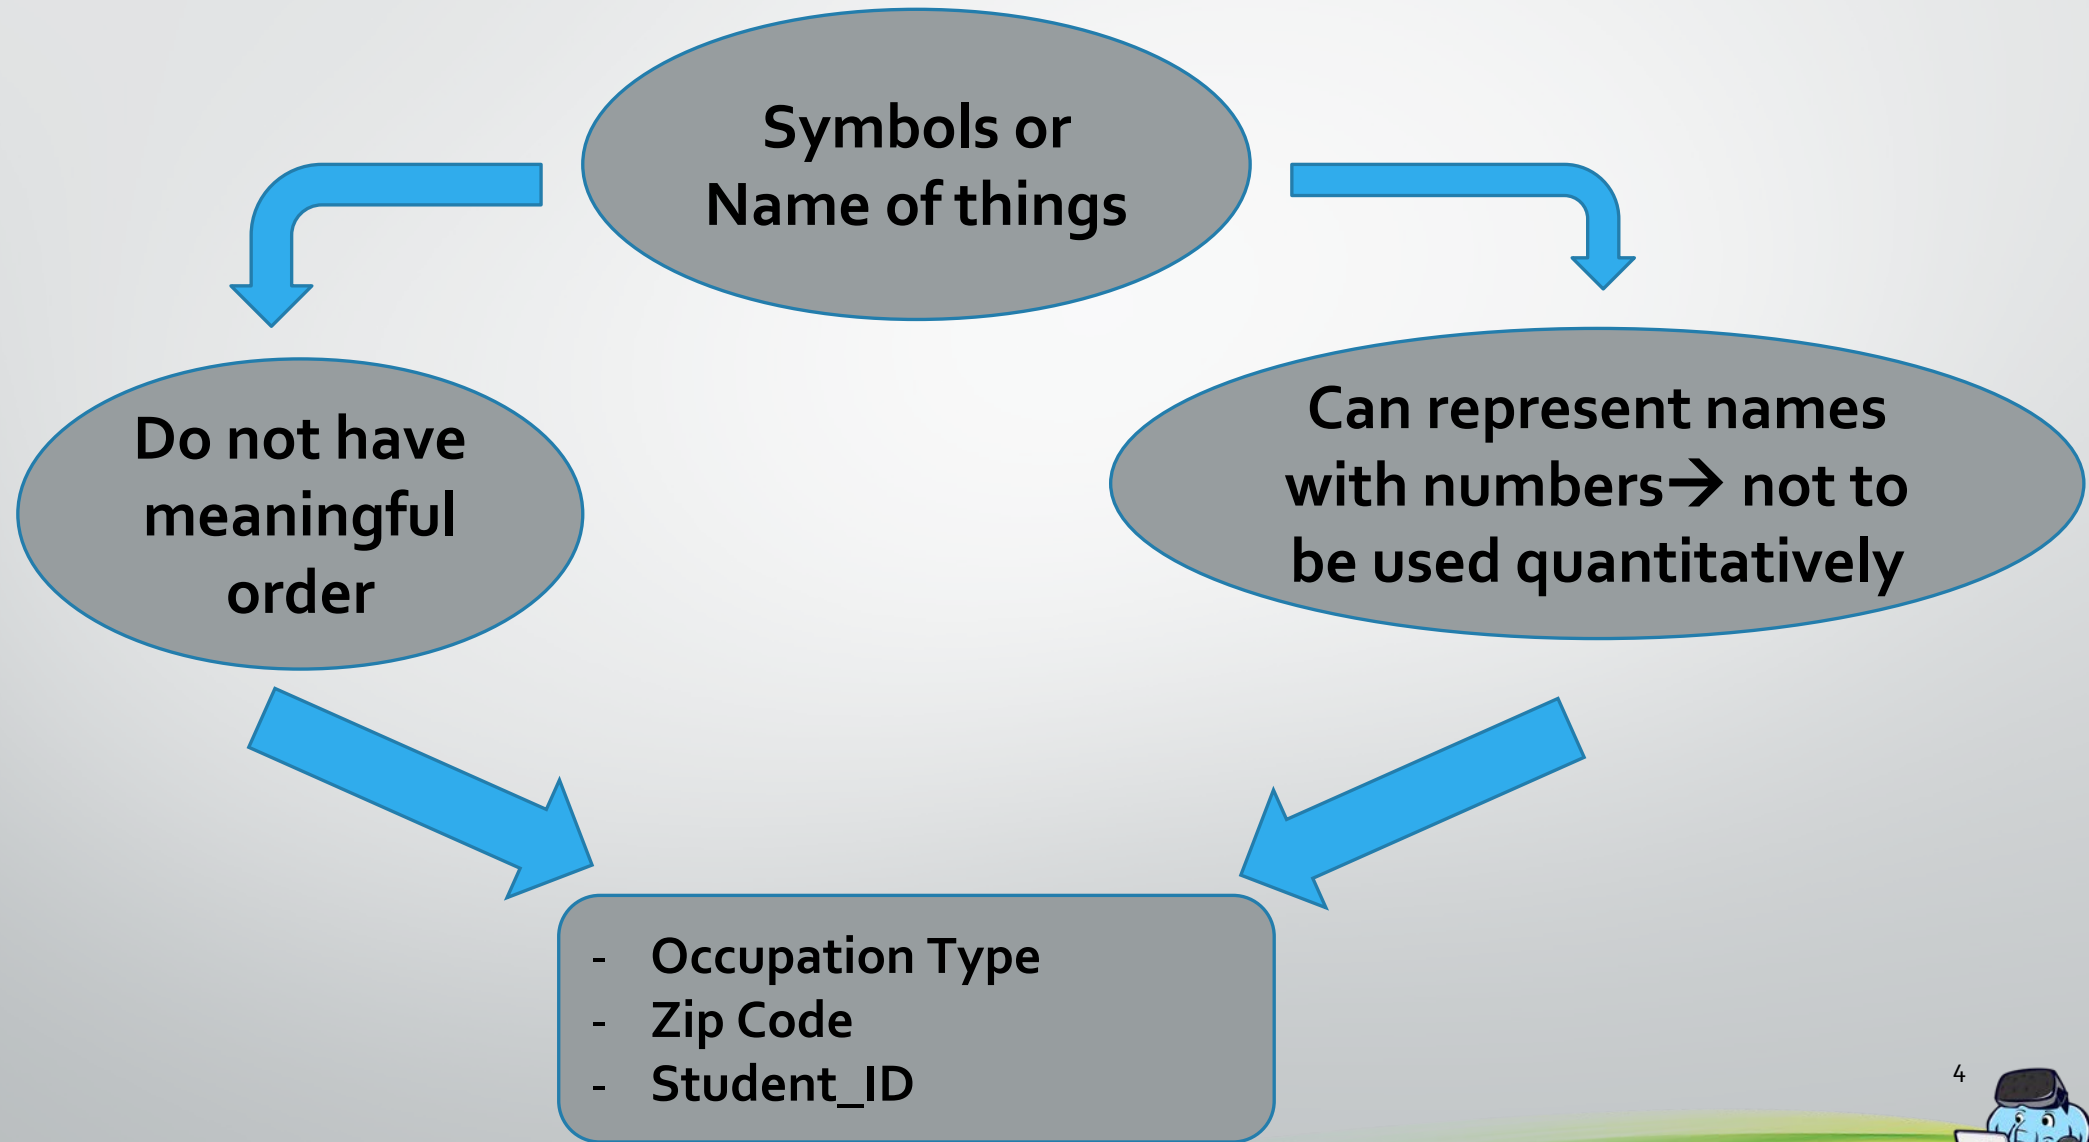 Symbols or
Name of things
Do not have
meaningful
order
Can represent names
with numbers→ not to
be used quantitatively
- Occupation Type
- Zip Code
- Student_ID
4